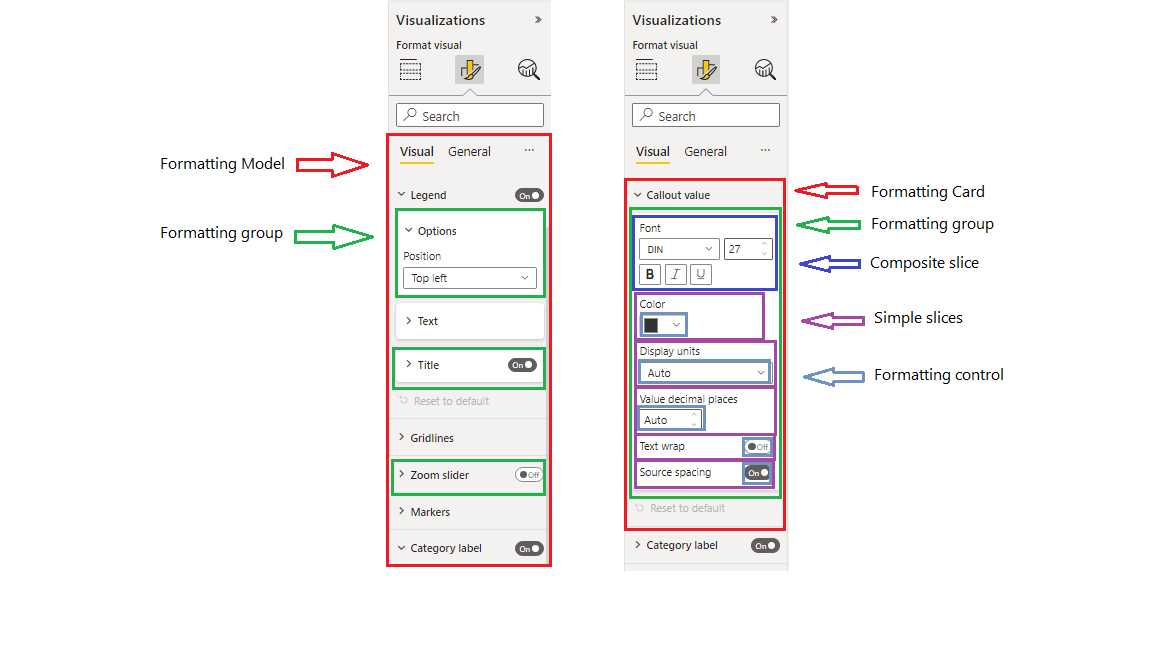 Visualizations »
Format visual
Search
Visual General ...
Formatting Model
Legend On
Options
Formatting group
Position
Top left
Text
Title On
Reset to default
Gridlines
Zoom slider Off
Markers
Category label On
Visualizations »
Format visual
Search
Visual General ...
Callout value
Formatting Card
Formatting group
Font
DIN 27
B I U
Composite slice
Color
Simple slices
Display units
Auto
Formatting control
Value decimal places
Auto
Text wrap Off
Source spacing On
Reset to default
Category label On